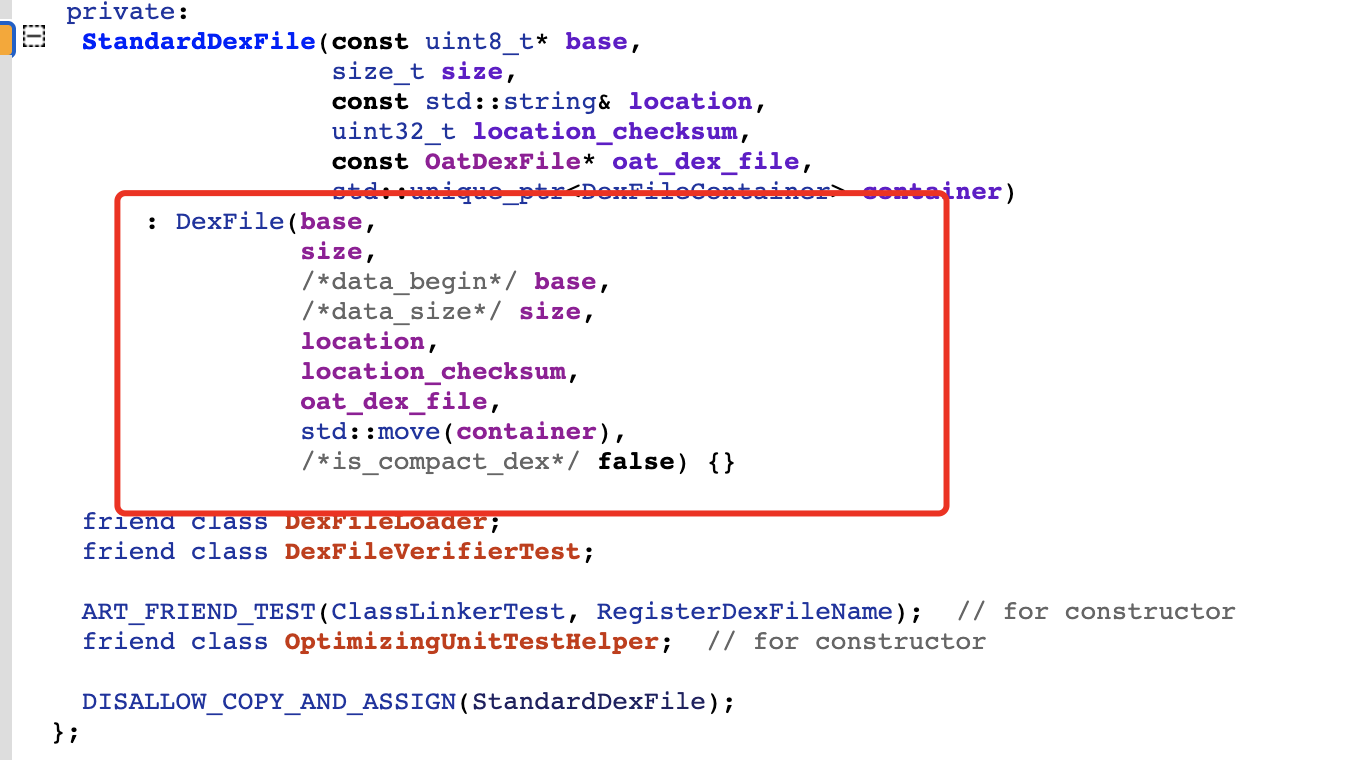 private:
StandardDexFile(const uint8_t* base,
size_t size,
const std::string& location,
uint32_t location_checksum,
const OatDexFile* oat_dex_file,
std::unique_ptr<DexFileContainer> container)
: DexFile(base,
size,
/*data_begin*/ base,
/*data_size*/ size,
location,
location_checksum,
oat_dex_file,
std::move(container),
/*is_compact_dex*/ false) {}
friend class DexFileLoader;
friend class DexFileVerifierTest;
ART_FRIEND_TEST(ClassLinkerTest, RegisterDexFileName);  // for constructor
friend class OptimizingUnitTestHelper;  // for constructor
DISALLOW_COPY_AND_ASSIGN(StandardDexFile);
};